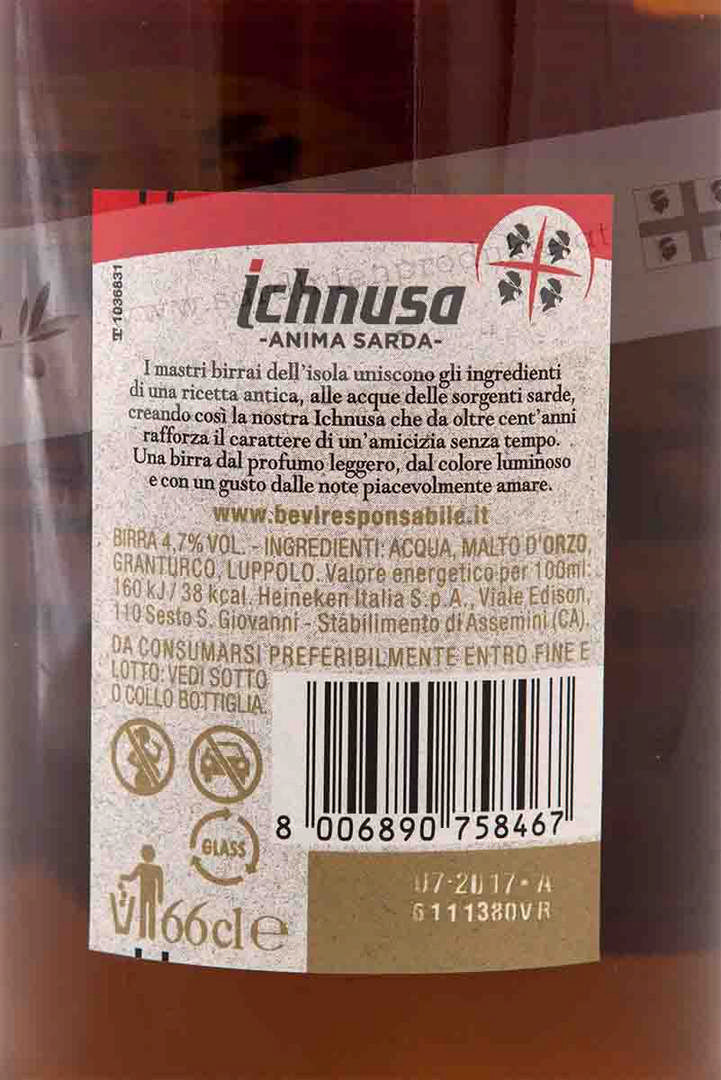 ichnusa
-ANIMA SARDA-
1036831
I mastri birrai dell'isola uniscono gli ingredienti
di una ricetta antica, alle acque delle sorgenti sarde,
creando così la nostra Ichnusa che da oltre cent'anni
rafforza il carattere di un'amicizia senza tempo.
Una birra dal profumo leggero, dal colore luminoso
e con un gusto dalle note piacevolmente amare.
www.beviresponsabile.it
BIRRA 4,7% VOL. - INGREDIENTI: ACQUA, MALTO D'ORZO,
GRANTURCO, LUPPOLO. Valore energetico per 100ml:
160 kJ / 38 kcal. Heineken Italia S.p.A., Viale Edison,
110 Sesto S. Giovanni - Stabilimento di Assemini (CA).
DA CONSUMARSI PREFERIBILMENTE ENTRO FINE E
LOTTO: VEDI SOTTO
O COLLO BOTTIGLIA.
8 006890 758467
GLASS
66cl e
07-2017 • A
6111380VR